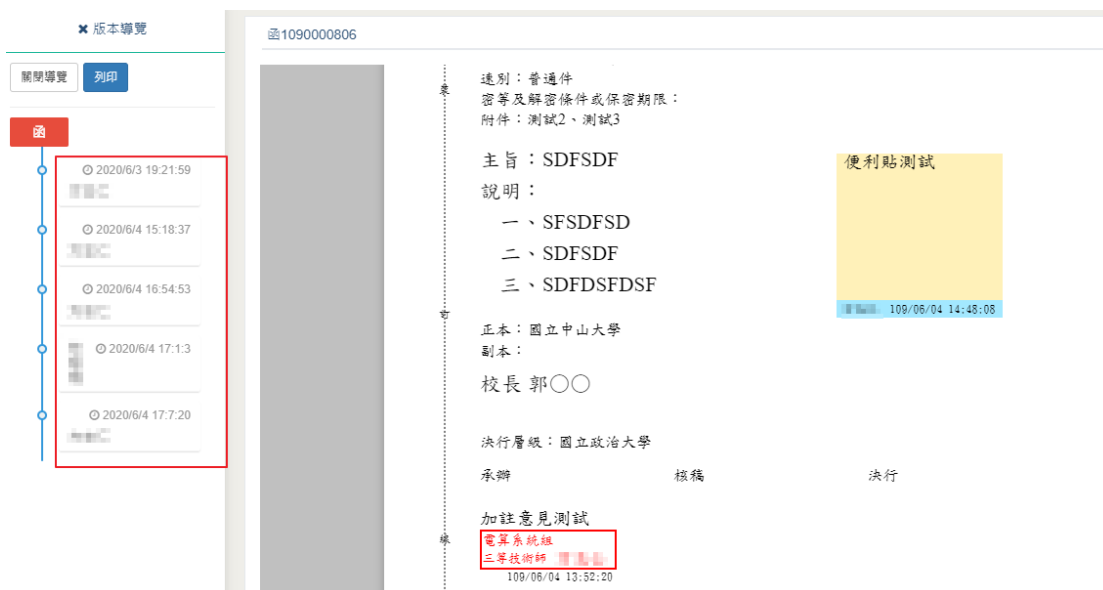 ✖ 版本導覽
關閉導覽
列印
函
2020/6/3 19:21:59
2020/6/4 15:18:37
2020/6/4 16:54:53
2020/6/4 17:1:3
2020/6/4 17:7:20
函1090000806
裝
訂
線
速別：普通件
密等及解密條件或保密期限：
附件：測試2、測試3
主旨：SDFSDF
說明：
一、SFSDFSD
二、SDFSDF
三、SDFDSFDSF
便利貼測試
109/06/04 14:48:08
正本：國立中山大學
副本：
校長 郭○○
決行層級：國立政治大學
承辦 核稿 決行
加註意見測試
電算系統組
三等技術師
109/06/04 13:52:20